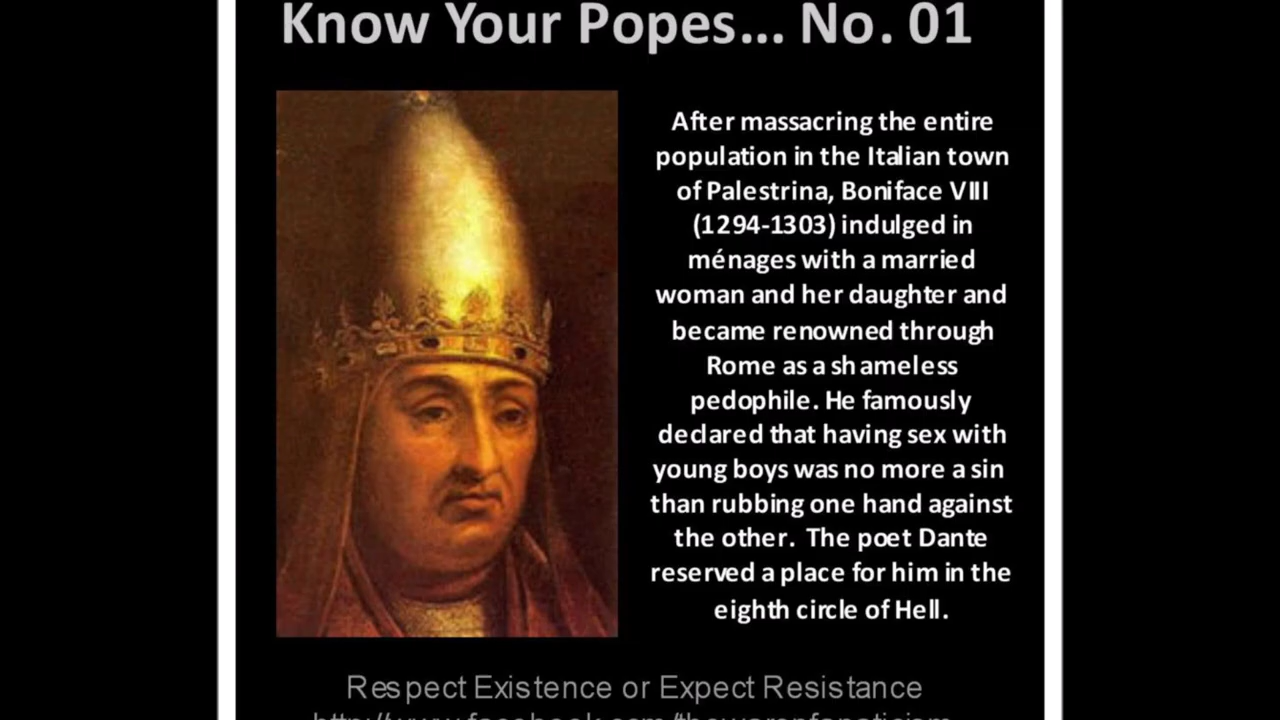 Know Your Popes... No. 01
After massacring the entire
population in the Italian town
of Palestrina, Boniface VIII
(1294-1303) indulged in
ménages with a married
woman and her daughter and
became renowned through
Rome as a shameless
pedophile. He famously
declared that having sex with
young boys was no more a sin
than rubbing one hand against
the other. The poet Dante
reserved a place for him in the
eighth circle of Hell.
Respect Existence or Expect Resistance